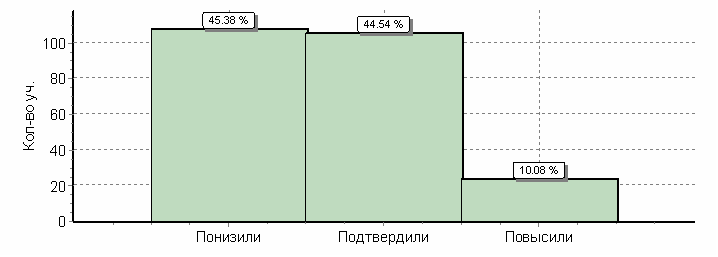 45.38 %
44.54 %
10.08 %
Кол-во уч.
100
80
60
40
20
0
Понизили
Подтвердили
Повысили